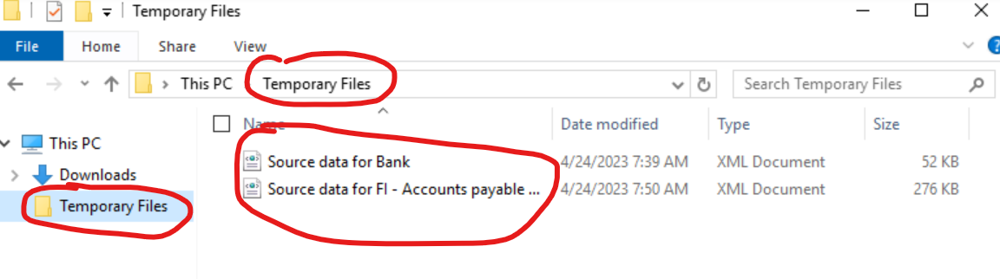 Temporary Files
File Home Share View
This PC Temporary Files Search Temporary Files
Name Date modified Type Size
This PC
Downloads
Temporary Files
Source data for Bank 4/24/2023 7:39 AM XML Document 52 KB
Source data for FI - Accounts payable ... 4/24/2023 7:50 AM XML Document 276 KB